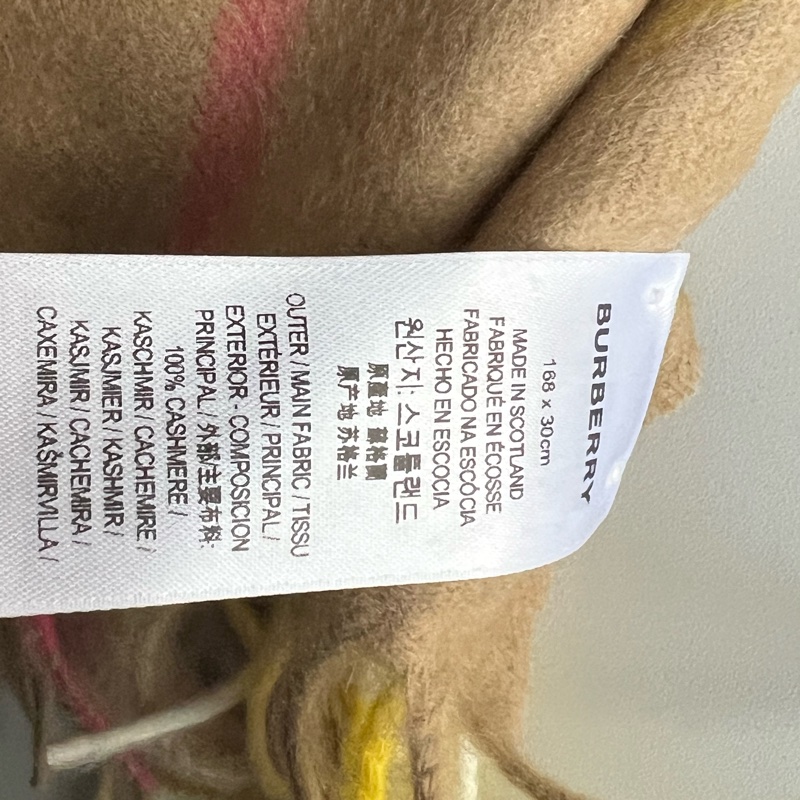 BURBERRY
168 x 30cm
MADE IN SCOTLAND
FABRIQUÉ EN ÉCOSSE
FABRICADO NA ESCÓCIA
HECHO EN ESCOCIA
원산지: 스코틀랜드
原產地 蘇格蘭
原产地 苏格兰
OUTER / MAIN FABRIC / TISSU
EXTÉRIEUR / PRINCIPAL /
EXTERIOR - COMPOSICION
PRINCIPAL / 外部/主要布料:
100% CASHMERE /
KASCHMIR / CACHEMIRE /
KASJMIER / KASHMIR /
KASJMIR / CACHEMIRA /
CAXEMIRA / KAŠMIRVILLA /